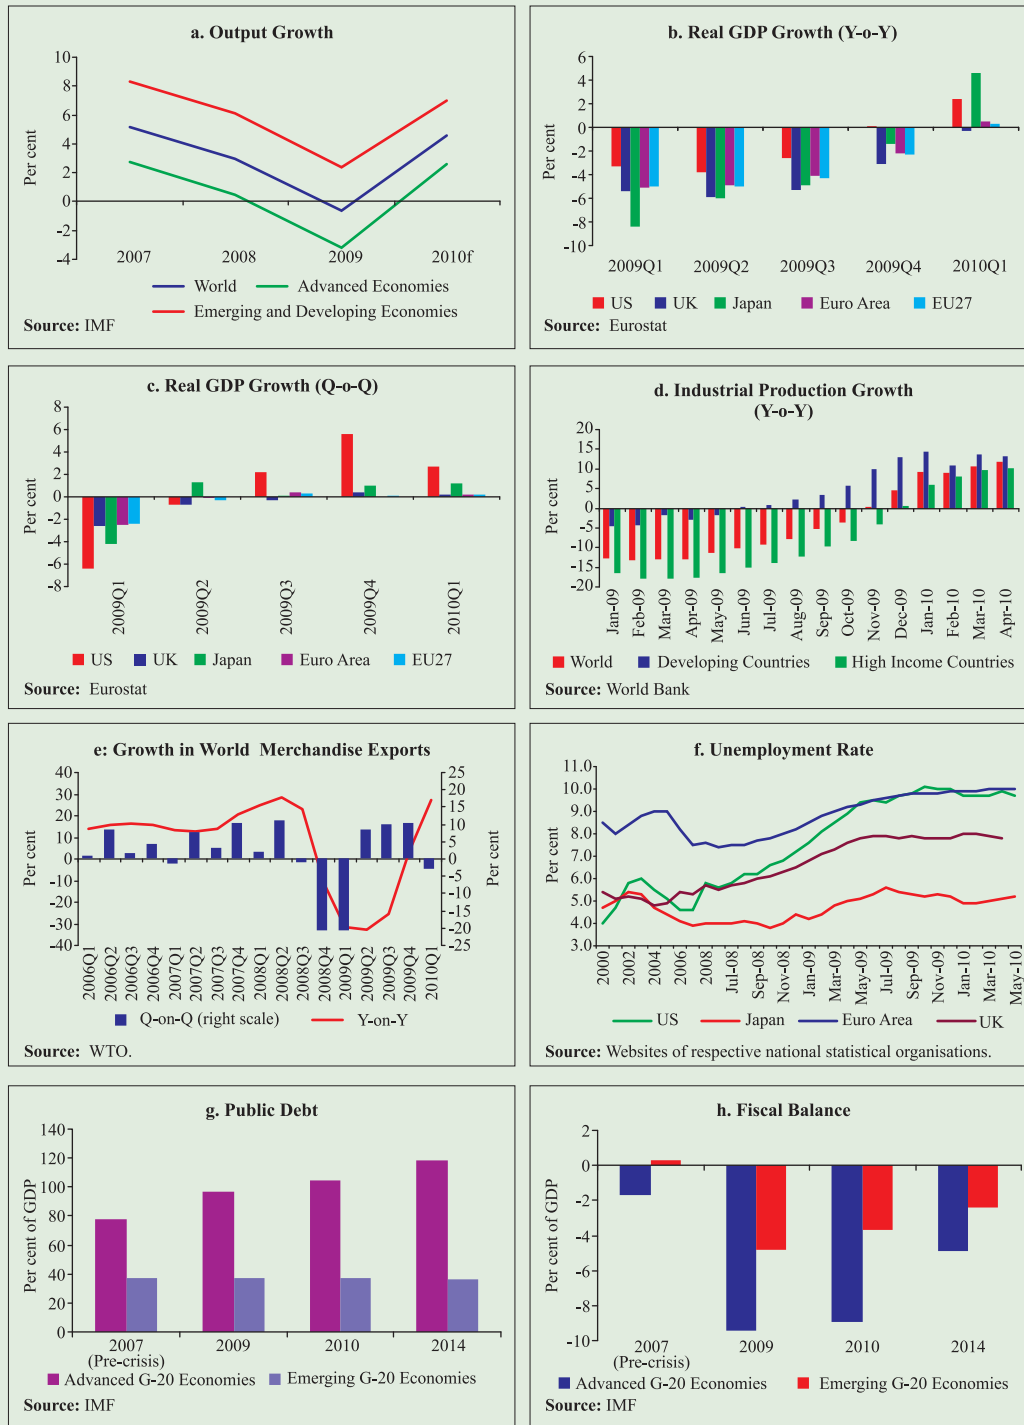 a. Output Growth
Per cent
10
8
6
4
2
0
-2
-4
2007 2008 2009 2010f
World Advanced Economies
Emerging and Developing Economies
Source: IMF
b. Real GDP Growth (Y-o-Y)
Per cent
6
4
2
0
-2
-4
-6
-8
-10
2009Q1 2009Q2 2009Q3 2009Q4 2010Q1
US UK Japan Euro Area EU27
Source: Eurostat
c. Real GDP Growth (Q-o-Q)
Per cent
8
6
4
2
0
-2
-4
-6
-8
2009Q1 2009Q2 2009Q3 2009Q4 2010Q1
US UK Japan Euro Area EU27
Source: Eurostat
d. Industrial Production Growth
(Y-o-Y)
Per cent
20
15
10
5
0
-5
-10
-15
-20
Jan-09 Feb-09 Mar-09 Apr-09 May-09 Jun-09 Jul-09 Aug-09 Sep-09 Oct-09 Nov-09 Dec-09 Jan-10 Feb-10 Mar-10 Apr-10
World Developing Countries High Income Countries
Source: World Bank
e: Growth in World Merchandise Exports
Per cent
40
30
20
10
0
-10
-20
-30
-40
25
20
15
10
5
0
-5
-10
-15
-20
-25
Per cent
2006Q1 2006Q2 2006Q3 2006Q4 2007Q1 2007Q2 2007Q3 2007Q4 2008Q1 2008Q2 2008Q3 2008Q4 2009Q1 2009Q2 2009Q3 2009Q4 2010Q1
Q-on-Q (right scale) Y-on-Y
Source: WTO.
f. Unemployment Rate
Per cent
10.0
9.0
8.0
7.0
6.0
5.0
4.0
3.0
2000 2002 2004 2006 2008 Jul-08 Sep-08 Nov-08 Jan-09 Mar-09 May-09 Jul-09 Sep-09 Nov-09 Jan-10 Mar-10 May-10
US Japan Euro Area UK
Source: Websites of respective national statistical organisations.
g. Public Debt
Per cent of GDP
140
120
100
80
60
40
20
0
2007 2009 2010 2014
(Pre-crisis)
Advanced G-20 Economies Emerging G-20 Economies
Source: IMF
h. Fiscal Balance
Per cent of GDP
2
0
-2
-4
-6
-8
-10
2007 2009 2010 2014
(Pre-crisis)
Advanced G-20 Economies Emerging G-20 Economies
Source: IMF